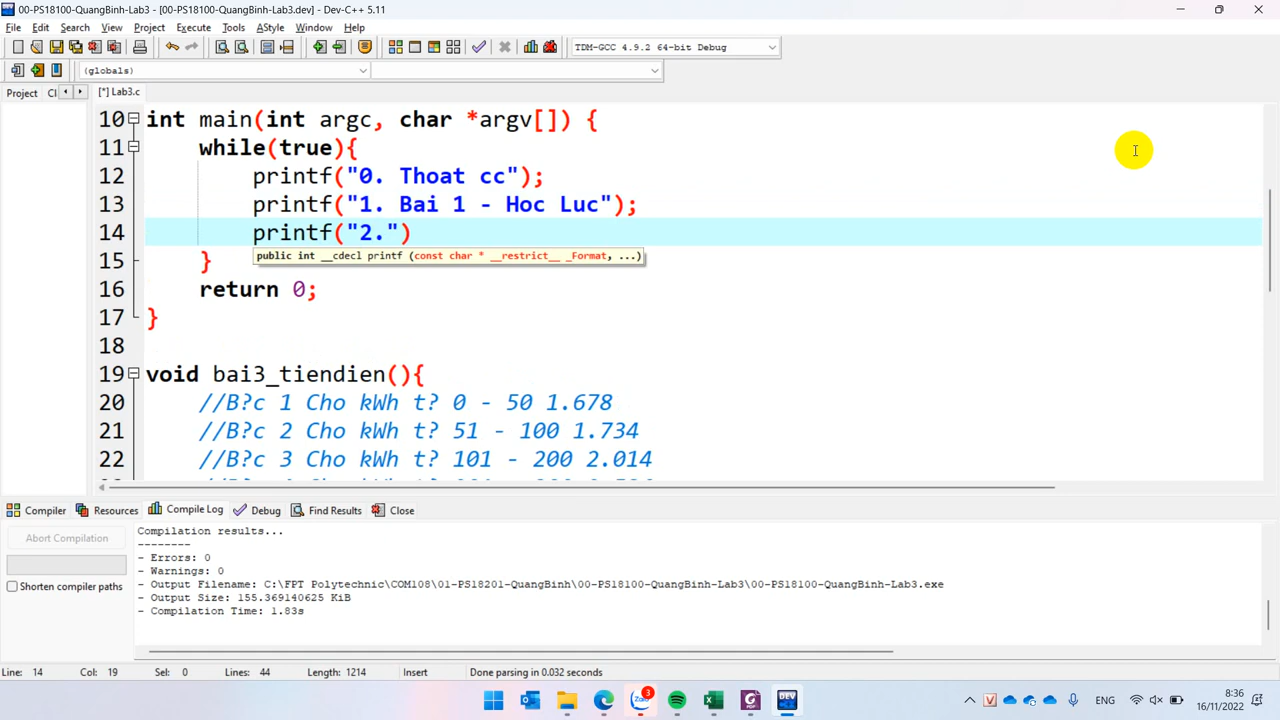 00-PS18100-QuangBinh-Lab3 - [00-PS18100-QuangBinh-Lab3.dev] - Dev-C++ 5.11
File Edit Search View Project Execute Tools AStyle Window Help
TDM-GCC 4.9.2 64-bit Debug
(globals)
Project Cl [*] Lab3.c
10 int main(int argc, char *argv[]) {
11 while(true){
12 printf("0. Thoat cc");
13 printf("1. Bai 1 - Hoc Luc");
14 printf("2.")
public int __cdecl printf (const char * __restrict__ _Format, ...)
15 }
16 return 0;
17 }
18
19 void bai3_tiendien(){
20 //B?c 1 Cho kWh t? 0 - 50 1.678
21 //B?c 2 Cho kWh t? 51 - 100 1.734
22 //B?c 3 Cho kWh t? 101 - 200 2.014
Compiler Resources Compile Log Debug Find Results Close
Abort Compilation
Shorten compiler paths
Compilation results...
--------
- Errors: 0
- Warnings: 0
- Output Filename: C:\FPT Polytechnic\COM108\01-PS18201-QuangBinh\00-PS18100-QuangBinh-Lab3\00-PS18100-QuangBinh-Lab3.exe
- Output Size: 155.369140625 KiB
- Compilation Time: 1.83s
Line: 14 Col: 19 Sel: 0 Lines: 44 Length: 1214 Insert Done parsing in 0.032 seconds
Zalo 3 DEV ENG 8:36
16/11/2022